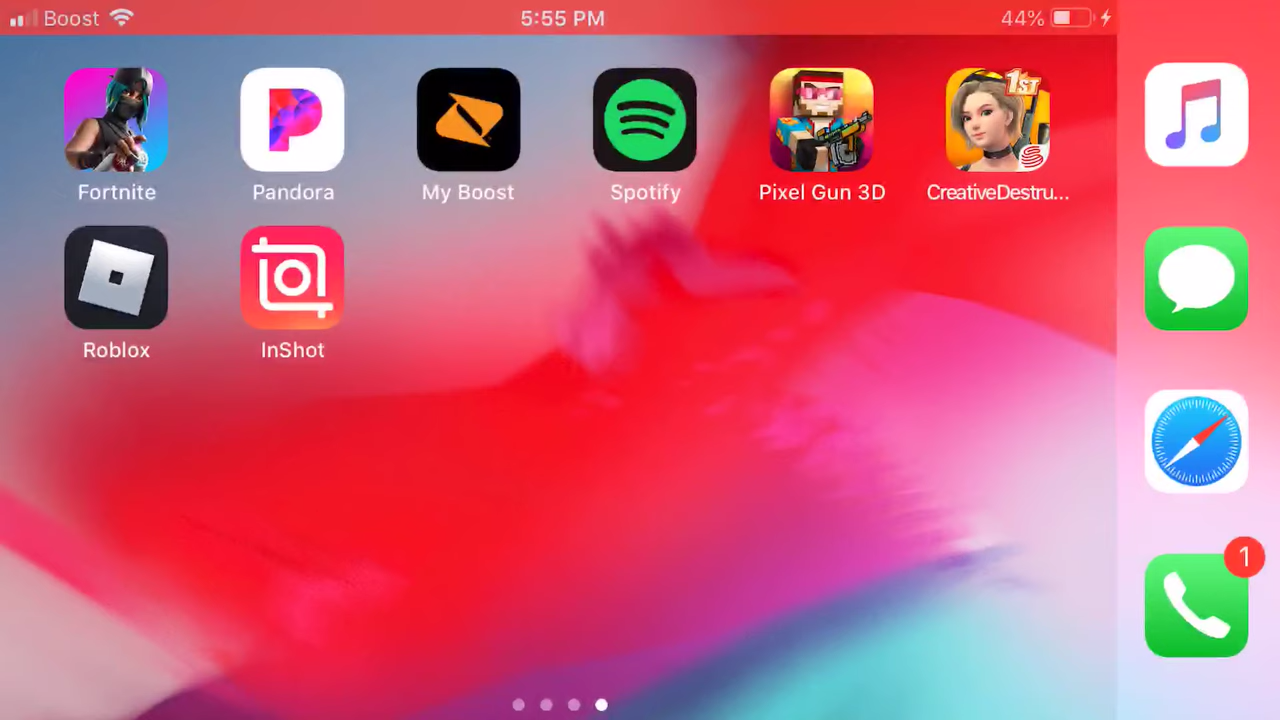 Boost 5:55 PM 44%
1ST
Fortnite Pandora My Boost Spotify Pixel Gun 3D CreativeDestru...
Roblox InShot
1